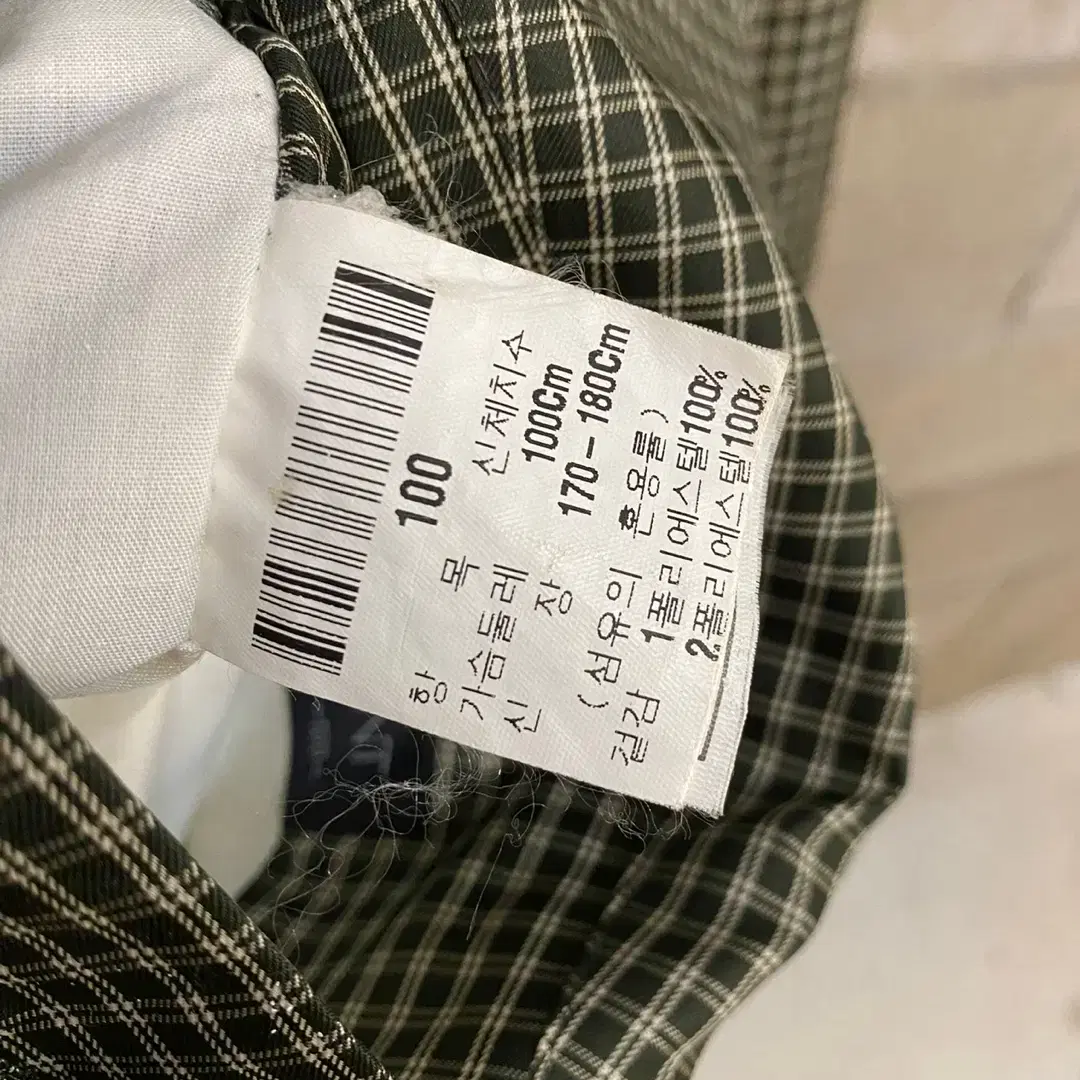 100
항 목 신체치수
가슴둘레 100Cm
신 장 170-180Cm
(섬유의 혼용률)
겉감 1폴리에스텔100%
2.폴리에스텔100%